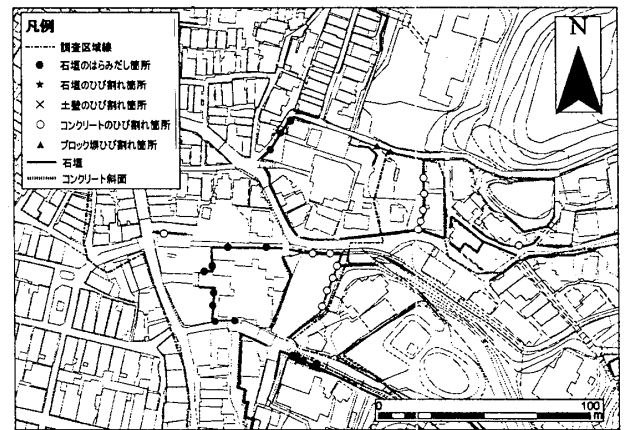 凡例
調査区域線
石垣のはらみだし箇所
石垣のひび割れ箇所
土壁のひび割れ箇所
コンクリートのひび割れ箇所
ブロック塀ひび割れ箇所
石垣
コンクリート斜面
N
0 100
m